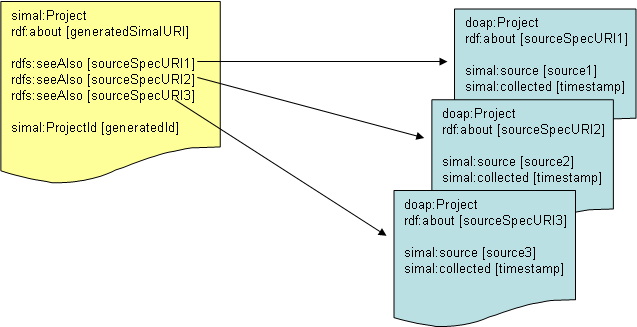 simal:Project
rdf:about [generatedSimalURI]
rdfs:seeAlso [sourceSpecURI1]
rdfs:seeAlso [sourceSpecURI2]
rdfs:seeAlso [sourceSpecURI3]
simal:ProjectId [generatedId]
doap:Project
rdf:about [sourceSpecURI1]
simal:source [source1]
simal:collected [timestamp]
doap:Project
rdf:about [sourceSpecURI2]
simal:source [source2]
simal:collected [timestamp]
doap:Project
rdf:about [sourceSpecURI3]
simal:source [source3]
simal:collected [timestamp]